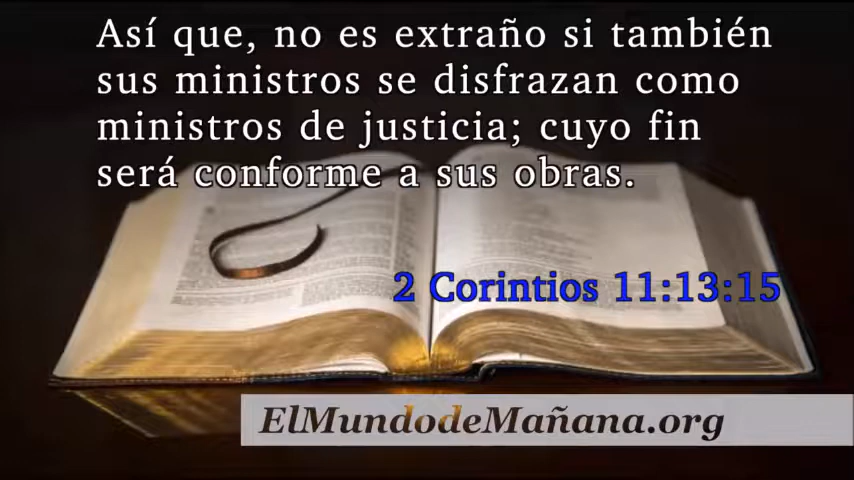 Así que, no es extraño si también
sus ministros se disfrazan como
ministros de justicia; cuyo fin
será conforme a sus obras.
2 Corintios 11:13:15
ElMundodeMañana.org